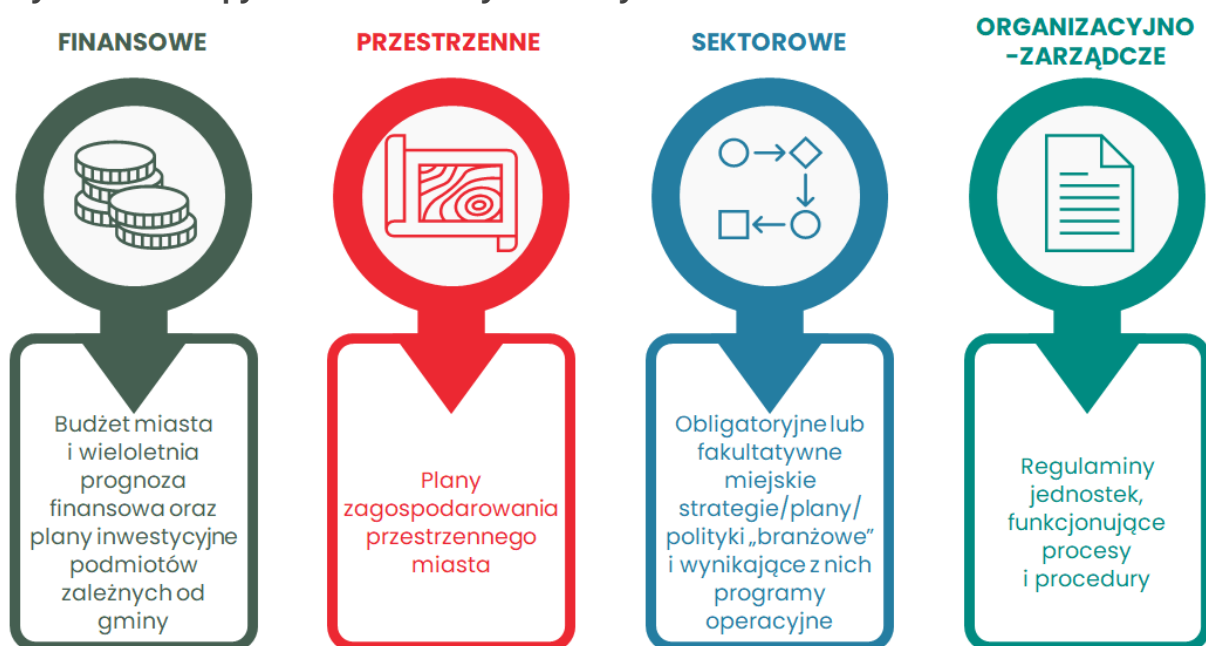 FINANSOWE
Budżet miasta
i wieloletnia
prognoza
finansowa oraz
plany inwestycyjne
podmiotów
zależnych od
gminy
PRZESTRZENNE
Plany
zagospodarowania
przestrzennego
miasta
SEKTOROWE
Obligatoryjne lub
fakultatywne
miejskie
strategie/plany/
polityki „branżowe”
i wynikające z nich
programy
operacyjne
ORGANIZACYJNO
-ZARZĄDCZE
Regulaminy
jednostek,
funkcjonujące
procesy
i procedury